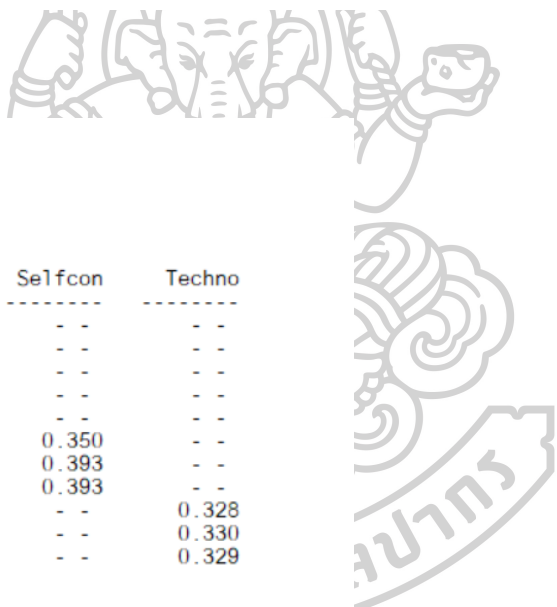 Selfcon Techno
-------- --------
- - - -
- - - -
- - - -
- - - -
- - - -
0.350 - -
0.393 - -
0.393 - -
- - 0.328
- - 0.330
- - 0.329